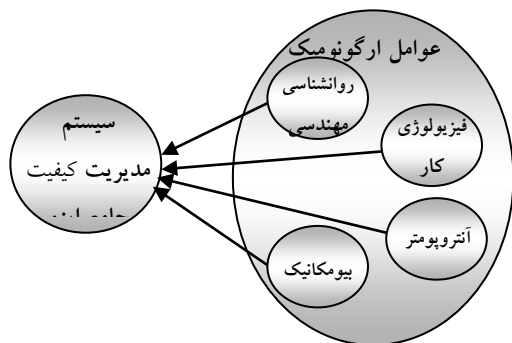 عوامل ارگونومیک
روانشناسی
مهندسی
فیزیولوژی
کار
آنتروپومتر
بیومکانیک
سیستم
مدیریت کیفیت